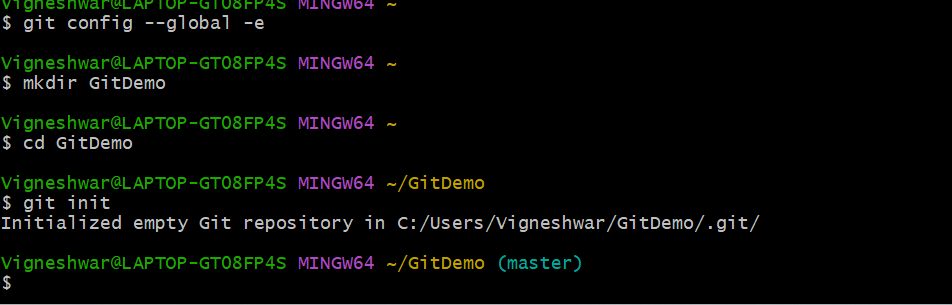 Vigneshwar@LAPTOP-GT08FP4S MINGW64 ~
$ git config --global -e
Vigneshwar@LAPTOP-GT08FP4S MINGW64 ~
$ mkdir GitDemo
Vigneshwar@LAPTOP-GT08FP4S MINGW64 ~
$ cd GitDemo
Vigneshwar@LAPTOP-GT08FP4S MINGW64 ~/GitDemo
$ git init
Initialized empty Git repository in C:/Users/Vigneshwar/GitDemo/.git/
Vigneshwar@LAPTOP-GT08FP4S MINGW64 ~/GitDemo (master)
$